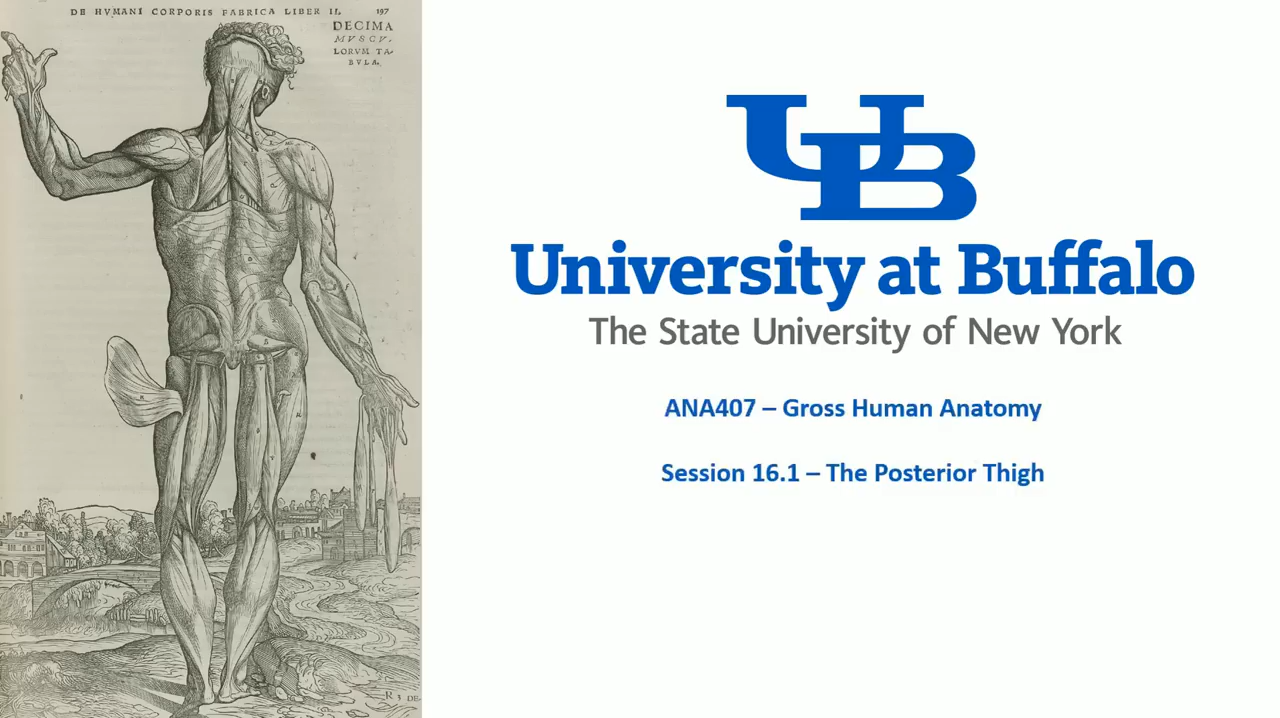 DE HVMANI CORPORIS FABRICA LIBER II. 197
DECIMA
MVSCV-
LORVM TA-
BVLA.
UB
University at Buffalo
The State University of New York
ANA407 – Gross Human Anatomy
Session 16.1 – The Posterior Thigh